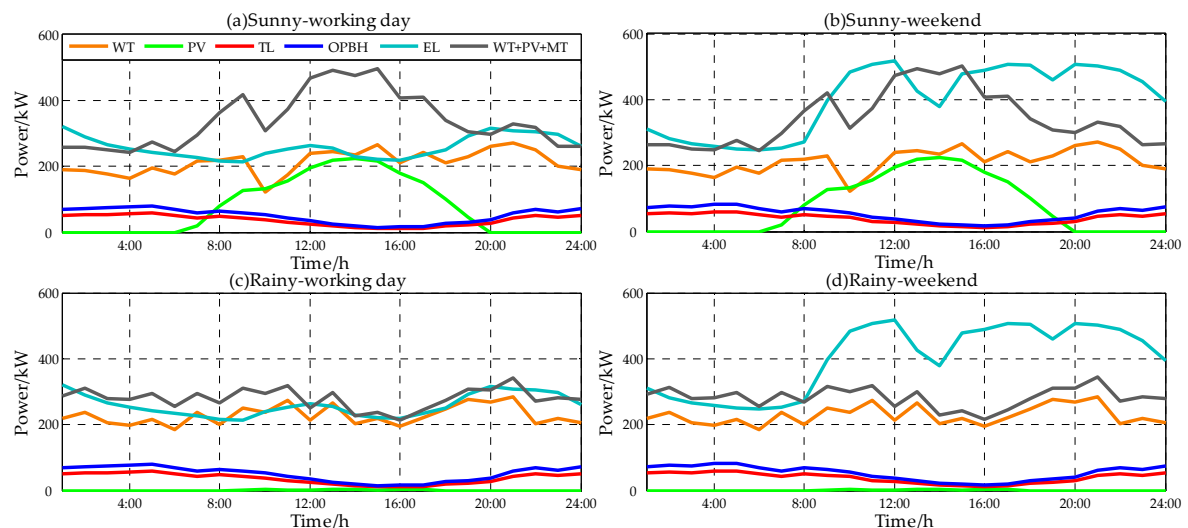 (a)Sunny-working day
(b)Sunny-weekend
600
WT PV TL OPBH EL WT+PV+MT
400
200
0
Power/kW
4:00 8:00 12:00 16:00 20:00 24:00
Time/h
600
400
200
0
Power/kW
4:00 8:00 12:00 16:00 20:00 24:00
Time/h
(c)Rainy-working day
(d)Rainy-weekend
600
400
200
0
Power/kW
4:00 8:00 12:00 16:00 20:00 24:00
Time/h
600
400
200
0
Power/kW
4:00 8:00 12:00 16:00 20:00 24:00
Time/h